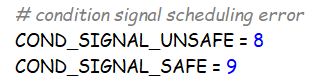 # condition signal scheduling error
COND_SIGNAL_UNSAFE = 8
COND_SIGNAL_SAFE = 9